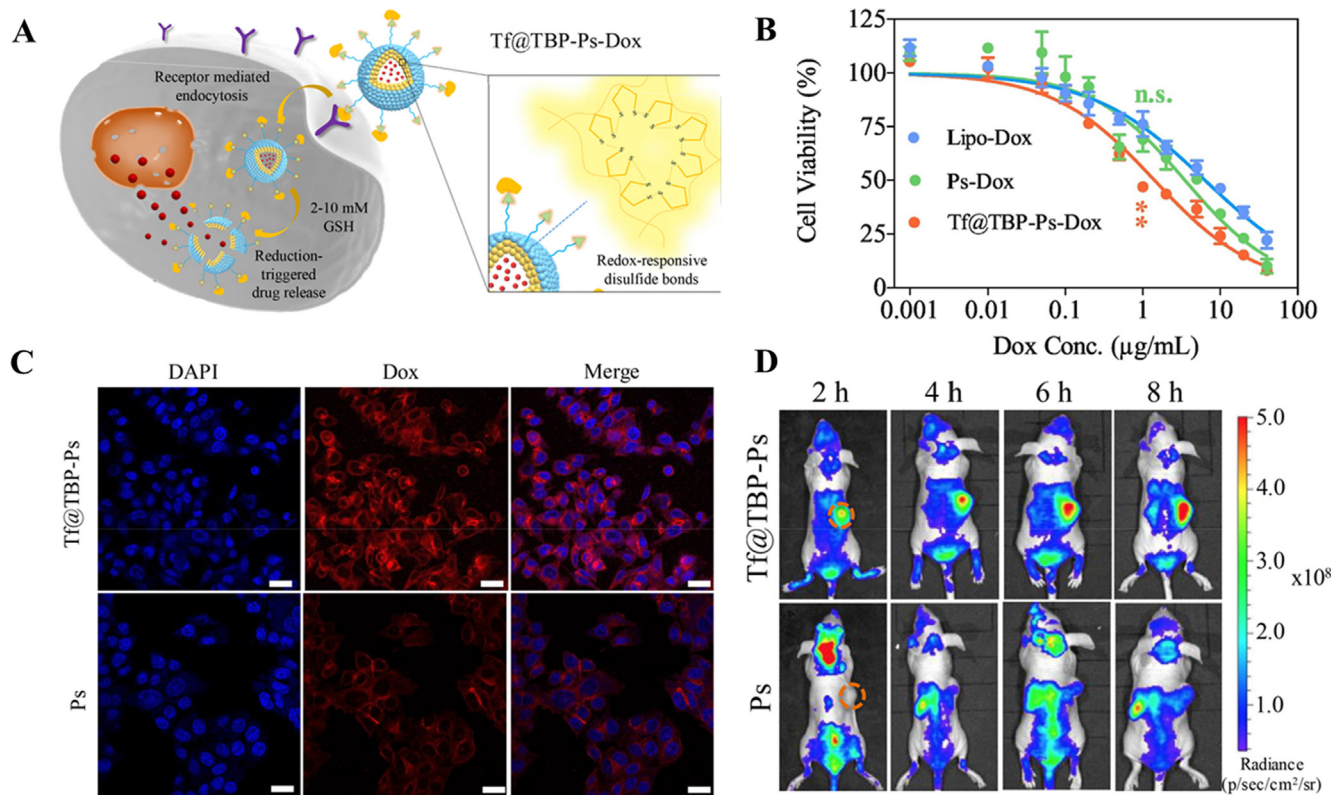 A
Tf@TBP-Ps-Dox
Receptor mediated
endocytosis
2-10 mM
GSH
Reduction-
triggered
drug release
Redox-responsive
disulfide bonds
B
Cell Viability (%)
125
100
75
50
25
0
n.s.
Lipo-Dox
Ps-Dox
Tf@TBP-Ps-Dox
**
0.001
0.01
0.1
1
10
100
Dox Conc. (µg/mL)
C
DAPI
Dox
Merge
Tf@TBP-Ps
Ps
D
2 h
4 h
6 h
8 h
Tf@TBP-Ps
Ps
5.0
4.0
3.0
x10⁸
2.0
1.0
Radiance
(p/sec/cm²/sr)